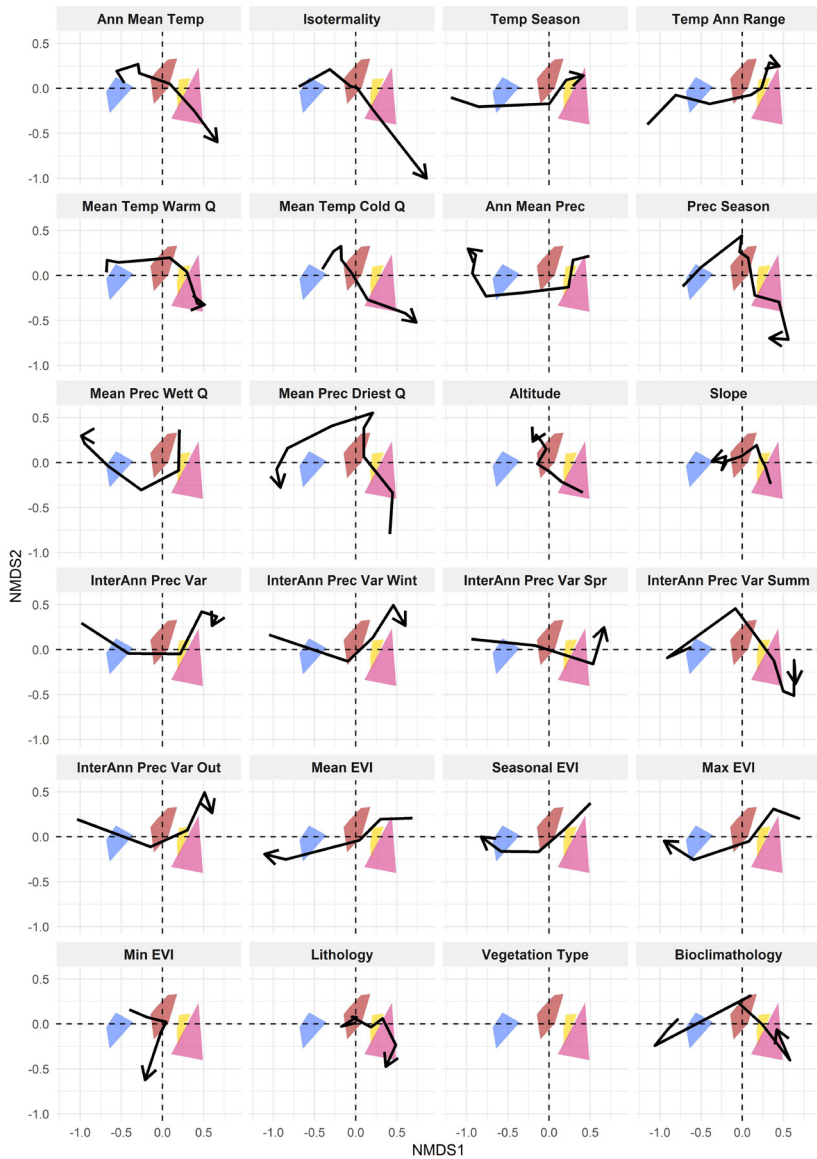 Ann Mean Temp Isotermality Temp Season Temp Ann Range
0.5
0.0
-0.5
-1.0
Mean Temp Warm Q Mean Temp Cold Q Ann Mean Prec Prec Season
0.5
0.0
-0.5
-1.0
Mean Prec Wett Q Mean Prec Driest Q Altitude Slope
0.5
0.0
-0.5
-1.0
NMDS2
InterAnn Prec Var InterAnn Prec Var Wint InterAnn Prec Var Spr InterAnn Prec Var Summ
0.5
0.0
-0.5
-1.0
InterAnn Prec Var Out Mean EVI Seasonal EVI Max EVI
0.5
0.0
-0.5
-1.0
Min EVI Lithology Vegetation Type Bioclimathology
0.5
0.0
-0.5
-1.0
-1.0 -0.5 0.0 0.5 -1.0 -0.5 0.0 0.5 -1.0 -0.5 0.0 0.5 -1.0 -0.5 0.0 0.5
NMDS1